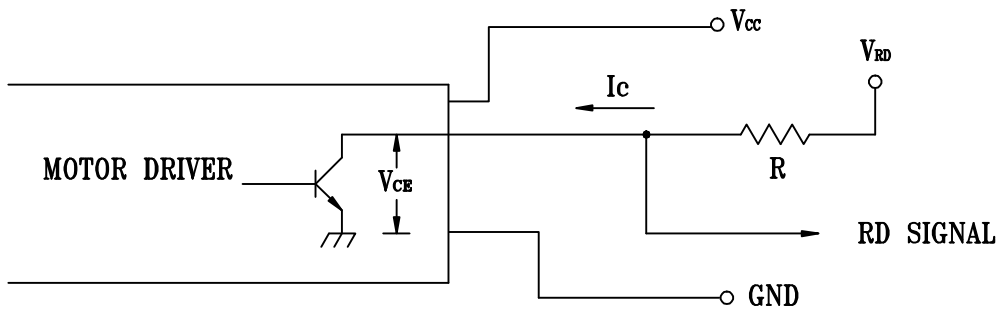 Vcc
VRD
Ic
MOTOR DRIVER
VCE
R
RD SIGNAL
GND